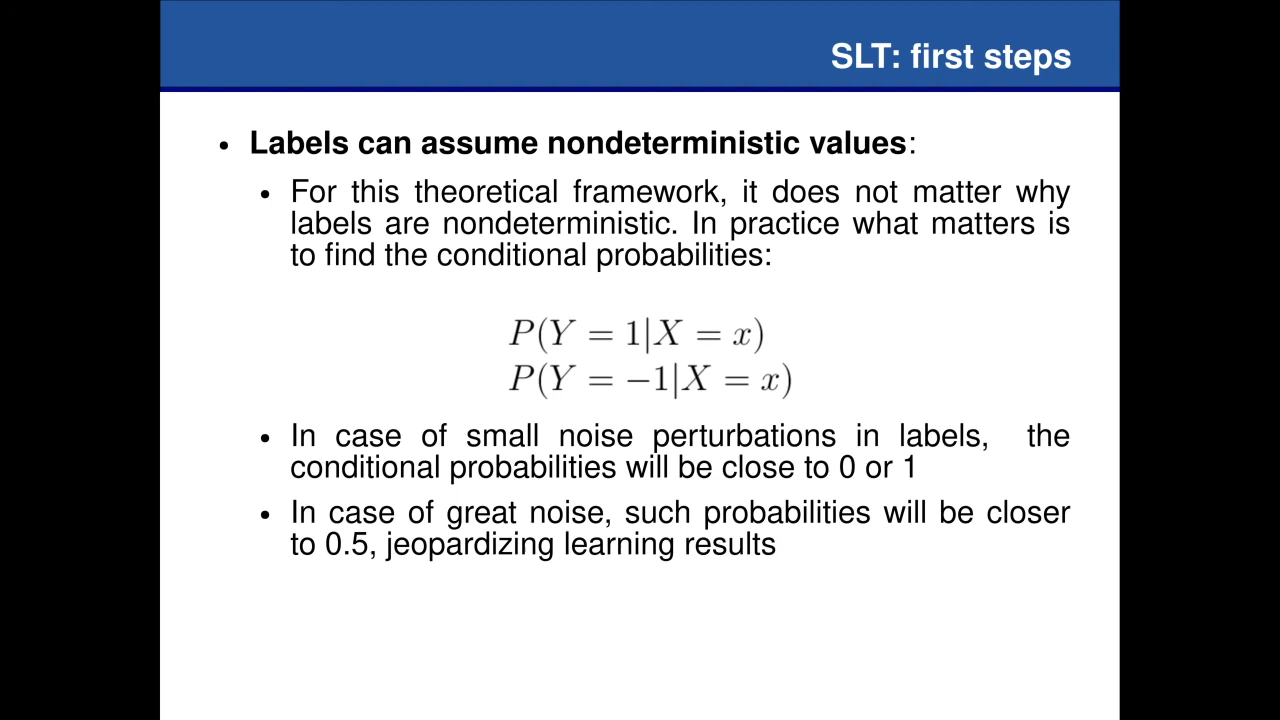 SLT: first steps
• Labels can assume nondeterministic values:
• For this theoretical framework, it does not matter why
labels are nondeterministic. In practice what matters is
to find the conditional probabilities:
P(Y = 1|X = x)
P(Y = −1|X = x)
• In case of small noise perturbations in labels, the
conditional probabilities will be close to 0 or 1
• In case of great noise, such probabilities will be closer
to 0.5, jeopardizing learning results